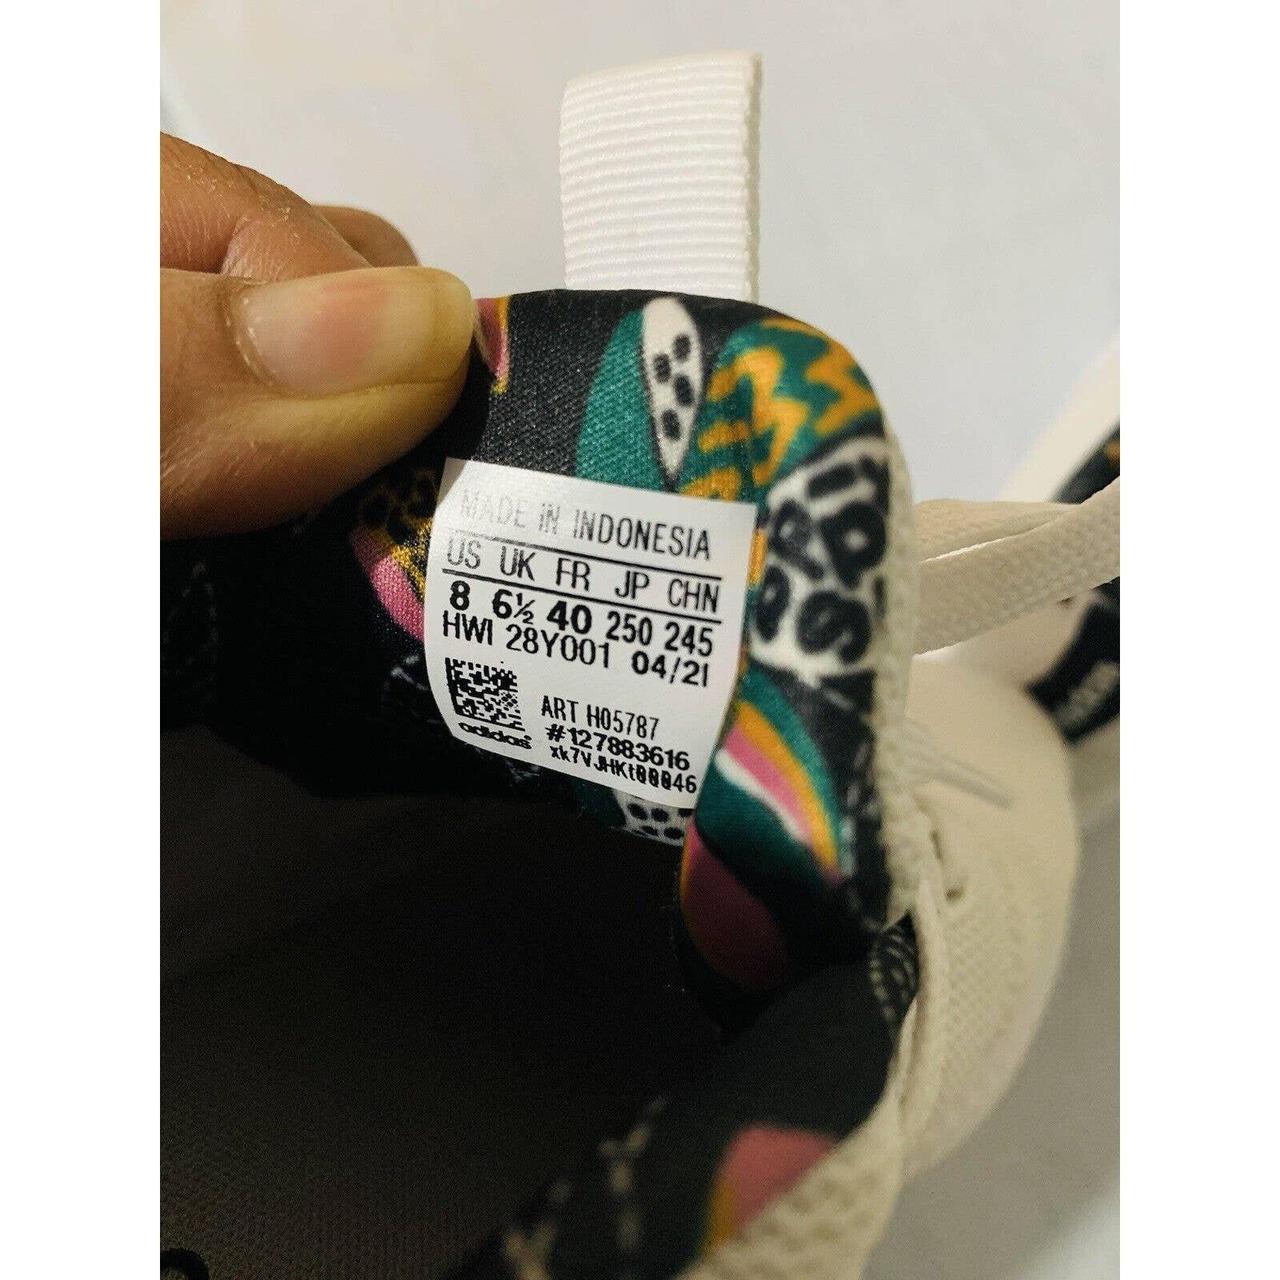 MADE IN INDONESIA
US UK FR JP CHN
8 6½ 40 250 245
HWI 28Y001 04/21
ART H05787
#127883616
xk7VJHKt00046
adidas